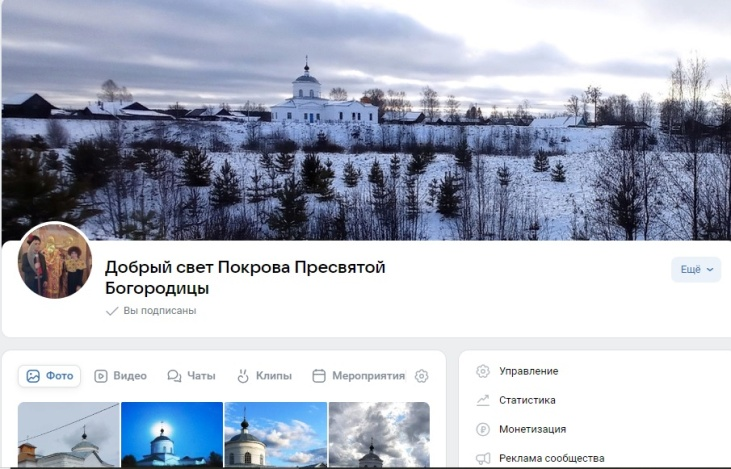 Добрый свет Покрова Пресвятой
Богородицы
Вы подписаны
Ещё
Фото
Видео
Чаты
Клипы
Мероприятия
Управление
Статистика
Монетизация
Реклама сообщества